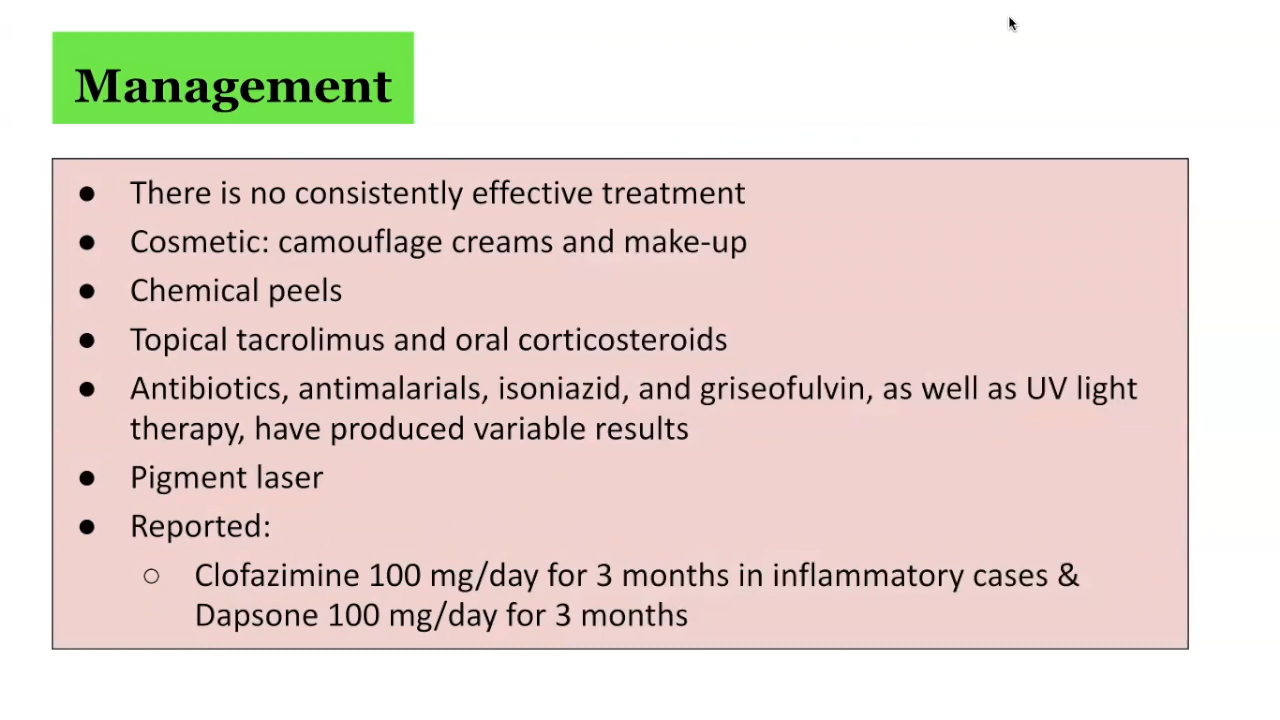 Management
● There is no consistently effective treatment
● Cosmetic: camouflage creams and make-up
● Chemical peels
● Topical tacrolimus and oral corticosteroids
● Antibiotics, antimalarials, isoniazid, and griseofulvin, as well as UV light
therapy, have produced variable results
● Pigment laser
● Reported:
○ Clofazimine 100 mg/day for 3 months in inflammatory cases &
Dapsone 100 mg/day for 3 months